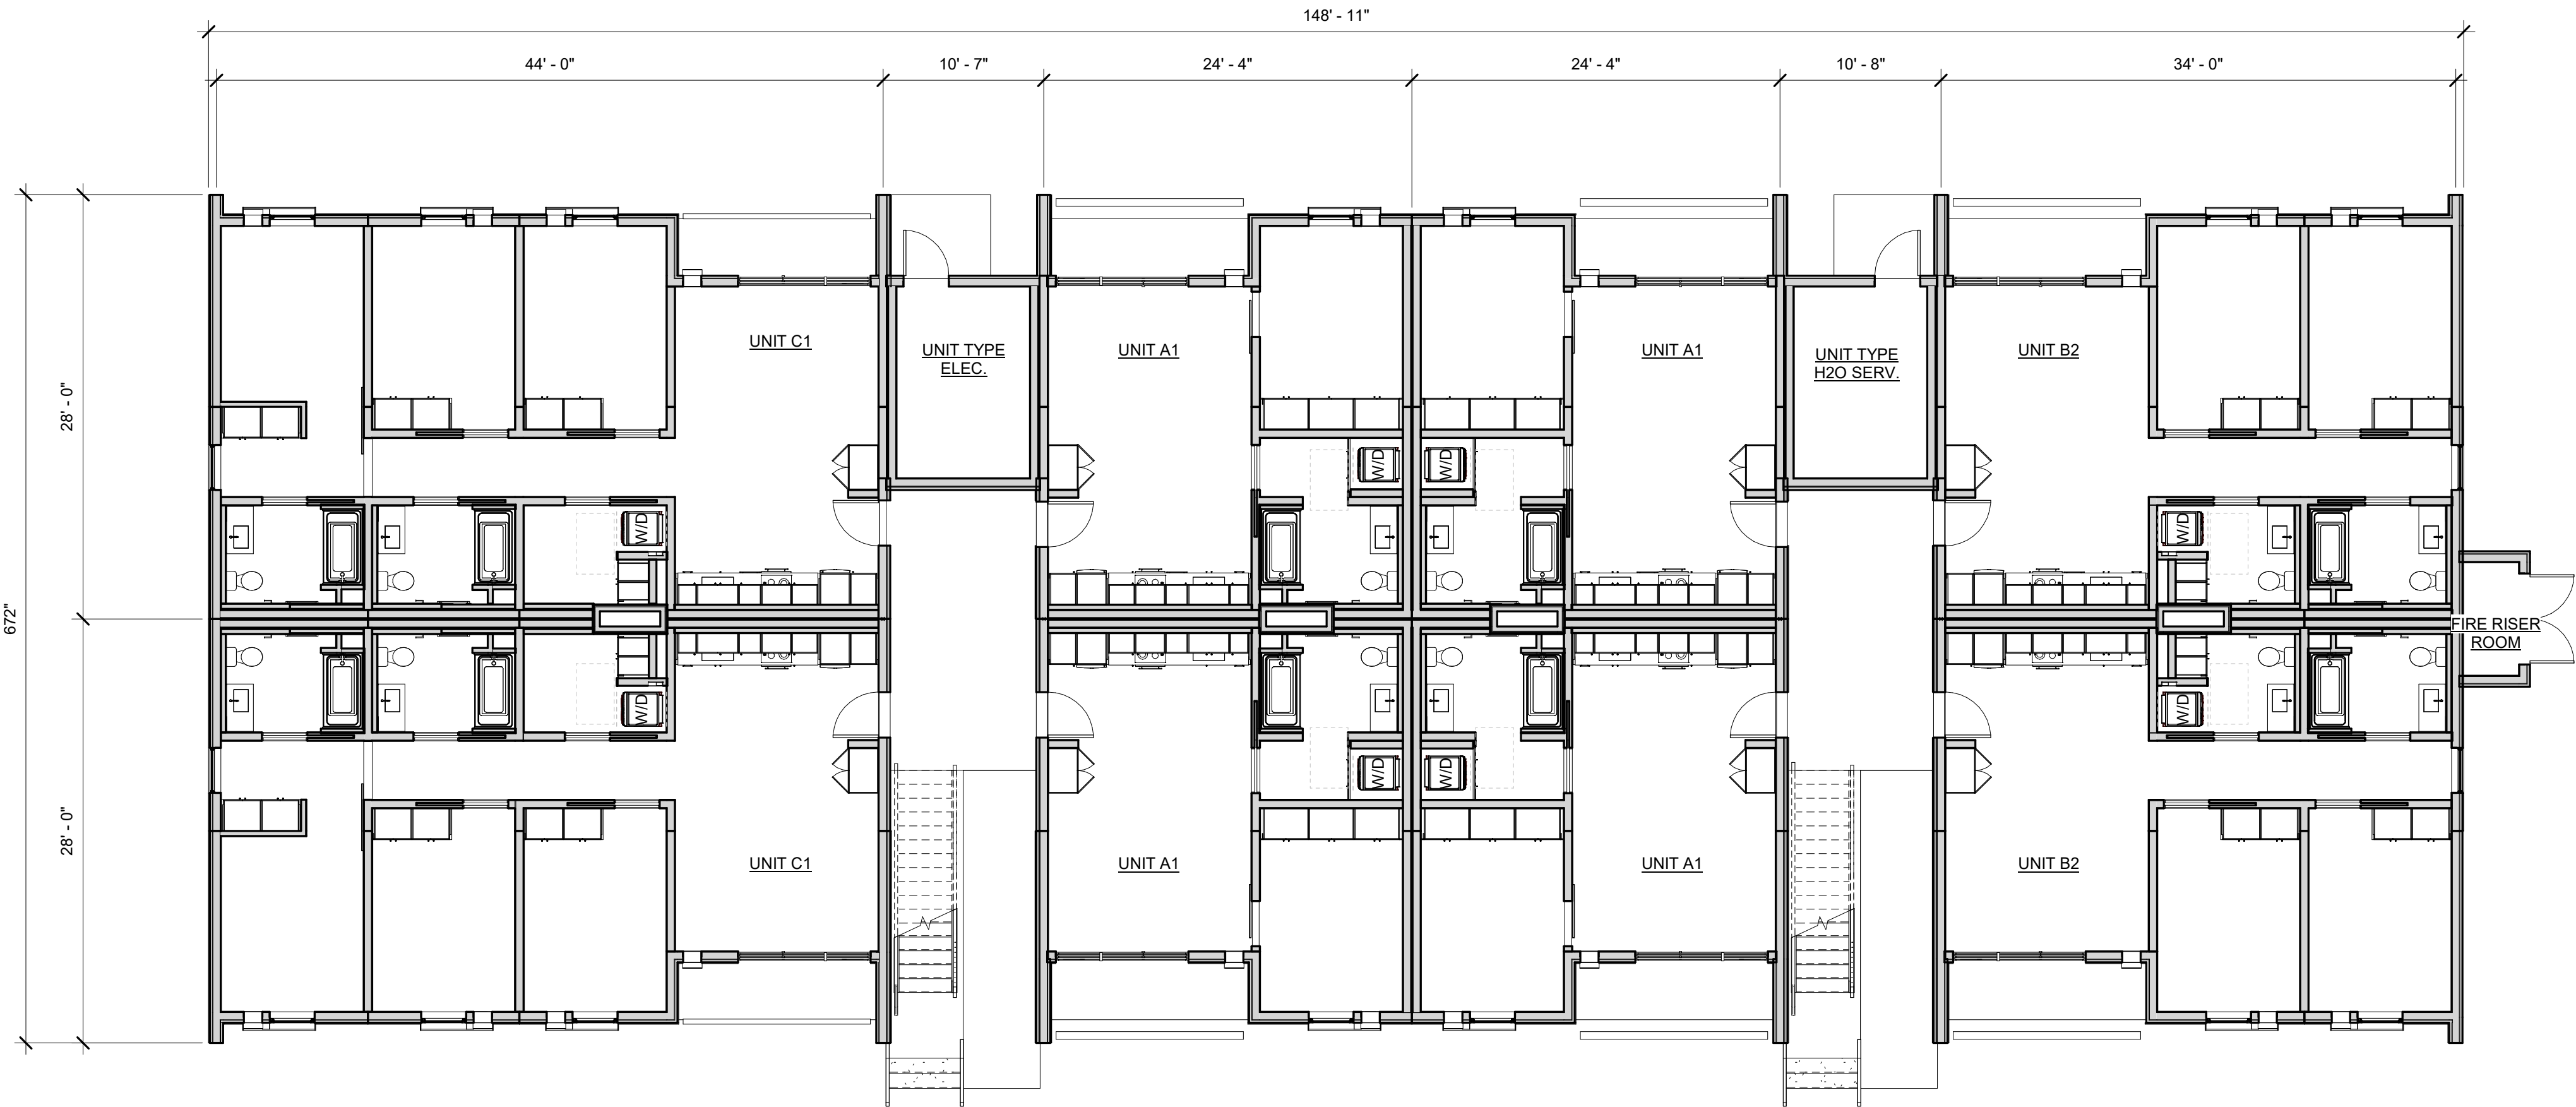 148' - 11"
44' - 0"
10' - 7"
24' - 4"
24' - 4"
10' - 8"
34' - 0"
UNIT C1
UNIT TYPE
ELEC.
UNIT A1
UNIT A1
UNIT TYPE
H2O SERV.
UNIT B2
28' - 0"
W/D
W/D
W/D
W/D
672"
FIRE RISER
ROOM
W/D
W/D
W/D
W/D
28' - 0"
UNIT C1
UNIT A1
UNIT A1
UNIT B2